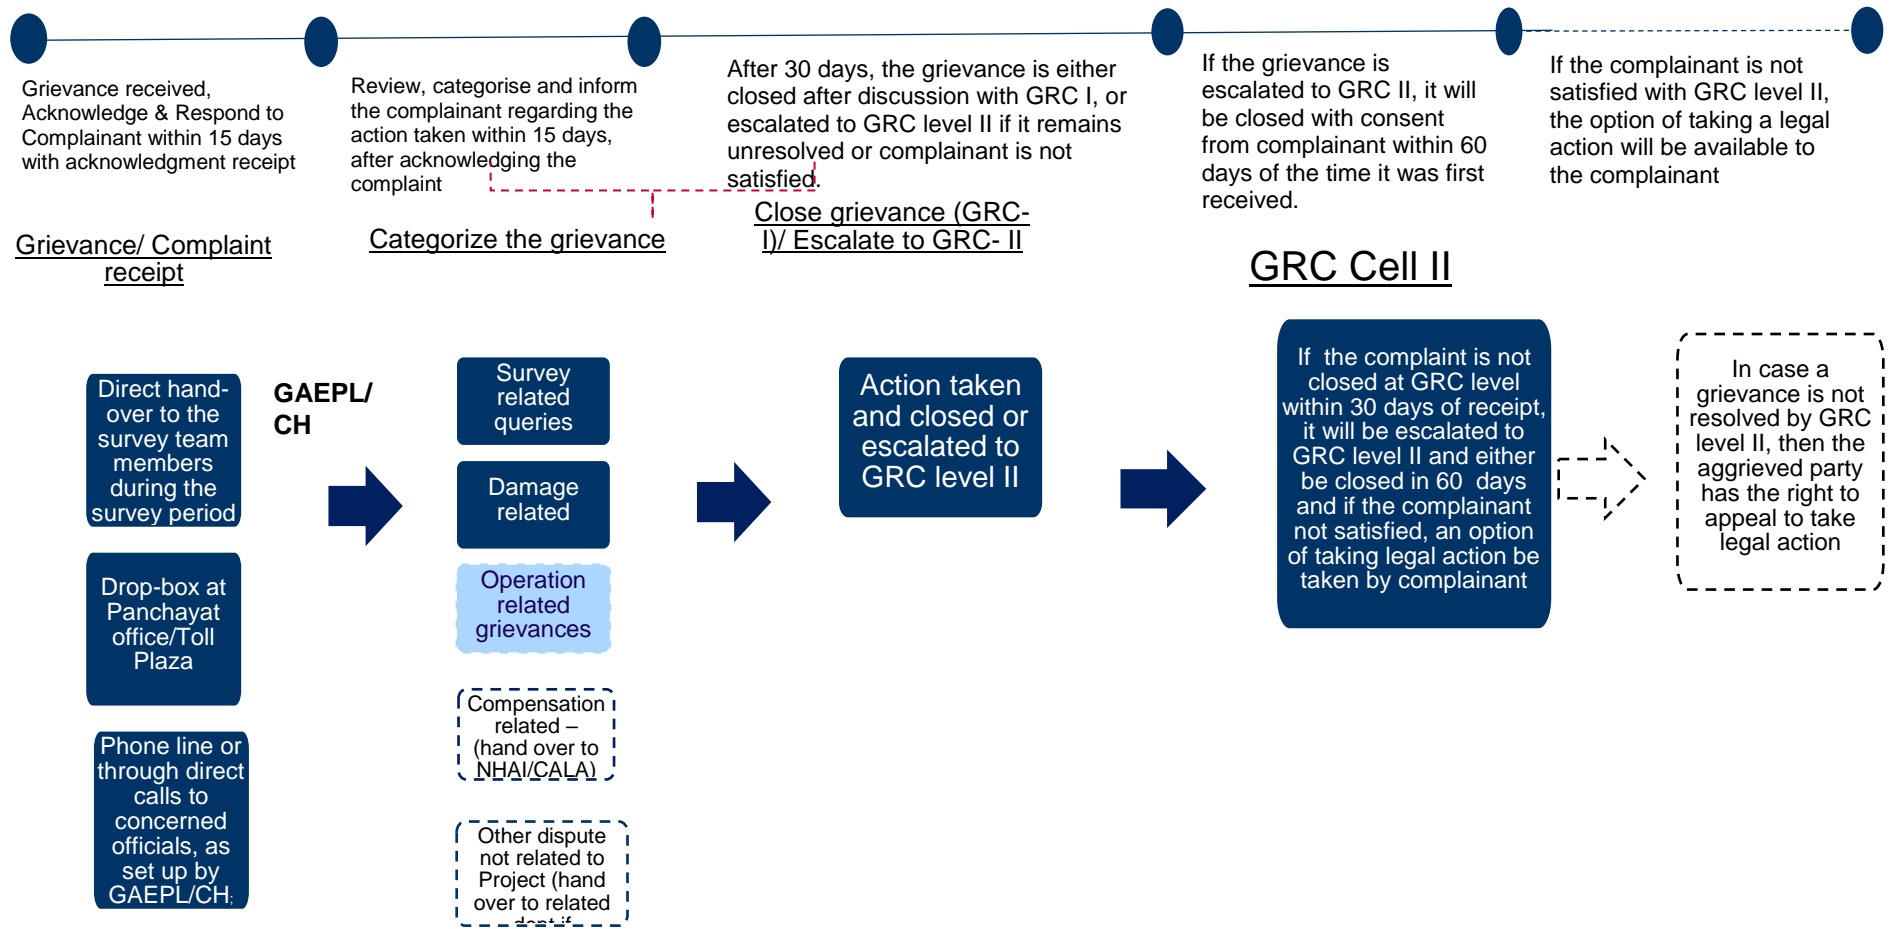 Grievance received,
Acknowledge & Respond to
Complainant within 15 days
with acknowledgment receipt
Review, categorise and inform
the complainant regarding the
action taken within 15 days,
after acknowledging the
complaint
After 30 days, the grievance is either
closed after discussion with GRC I, or
escalated to GRC level II if it remains
unresolved or complainant is not
satisfied.
If the grievance is
escalated to GRC II, it will
be closed with consent
from complainant within 60
days of the time it was first
received.
If the complainant is not
satisfied with GRC level II,
the option of taking a legal
action will be available to
the complainant
Grievance/ Complaint
receipt
Categorize the grievance
Close grievance (GRC-
I)/ Escalate to GRC- II
GRC Cell II
Direct hand-
over to the
survey team
members
during the
survey period
Drop-box at
Panchayat
office/Toll
Plaza
Phone line or
through direct
calls to
concerned
officials, as
set up by
GAEPL/CH;
GAEPL/
CH
Survey
related
queries
Damage
related
Operation
related
grievances
Compensation
related –
(hand over to
NHAI/CALA)
Other dispute
not related to
Project (hand
over to related
dept if
Action taken
and closed or
escalated to
GRC level II
If the complaint is not
closed at GRC level
within 30 days of receipt,
it will be escalated to
GRC level II and either
be closed in 60 days
and if the complainant
not satisfied, an option
of taking legal action be
taken by complainant
In case a
grievance is not
resolved by GRC
level II, then the
aggrieved party
has the right to
appeal to take
legal action